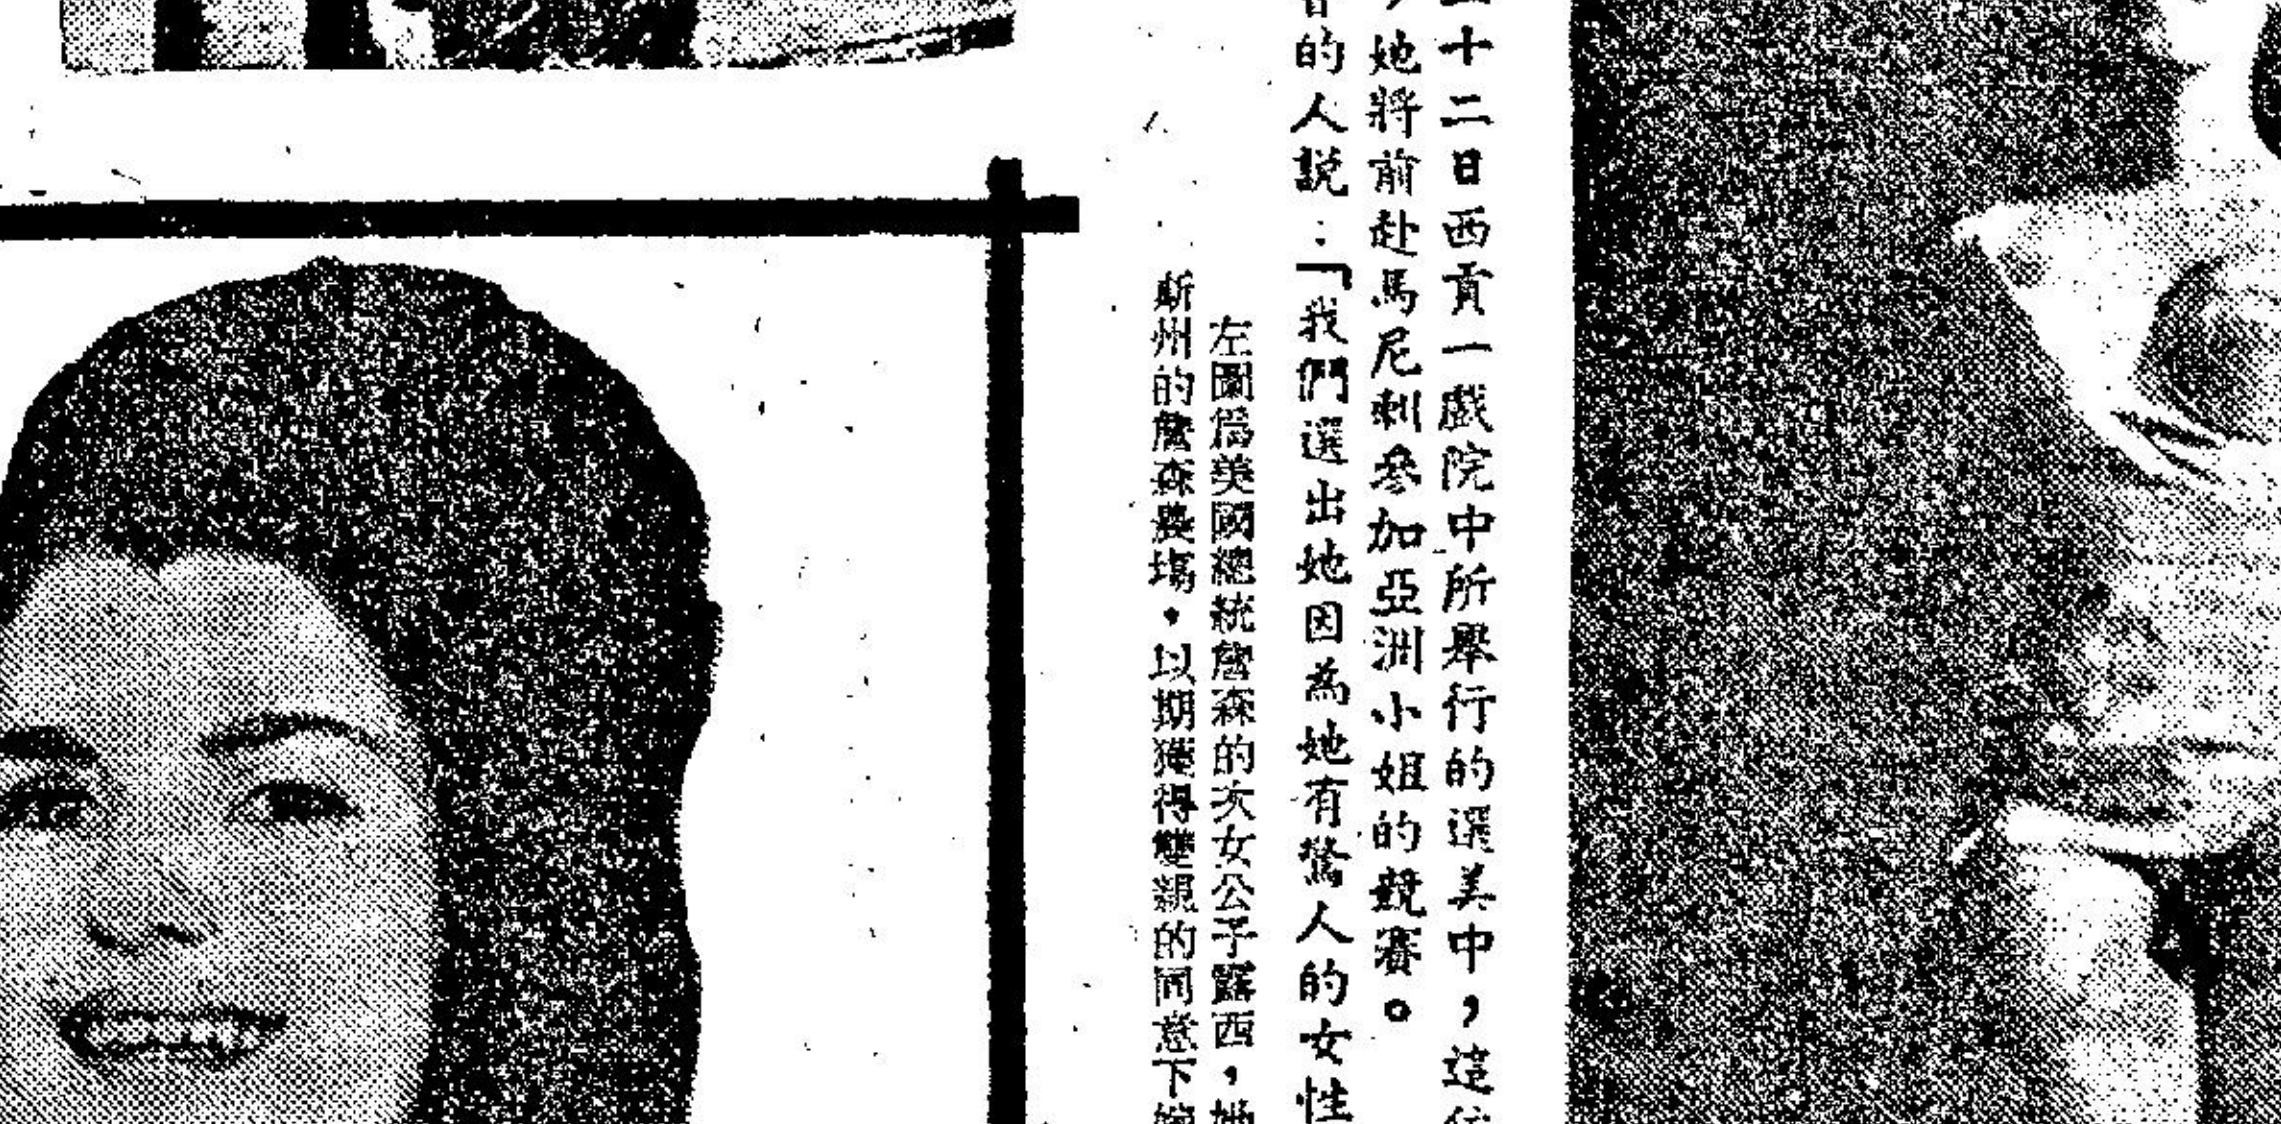 十二日西貢一戲院中所舉行的選美中，這
，她將前赴馬尼剌參加亞洲小姐的競賽。
的人說：「我們選出她因為她有驚人的女性
左圖爲美國總統詹森的次女公子露西，她
斯州的詹森農場，以期獲得雙親的同意下嫁